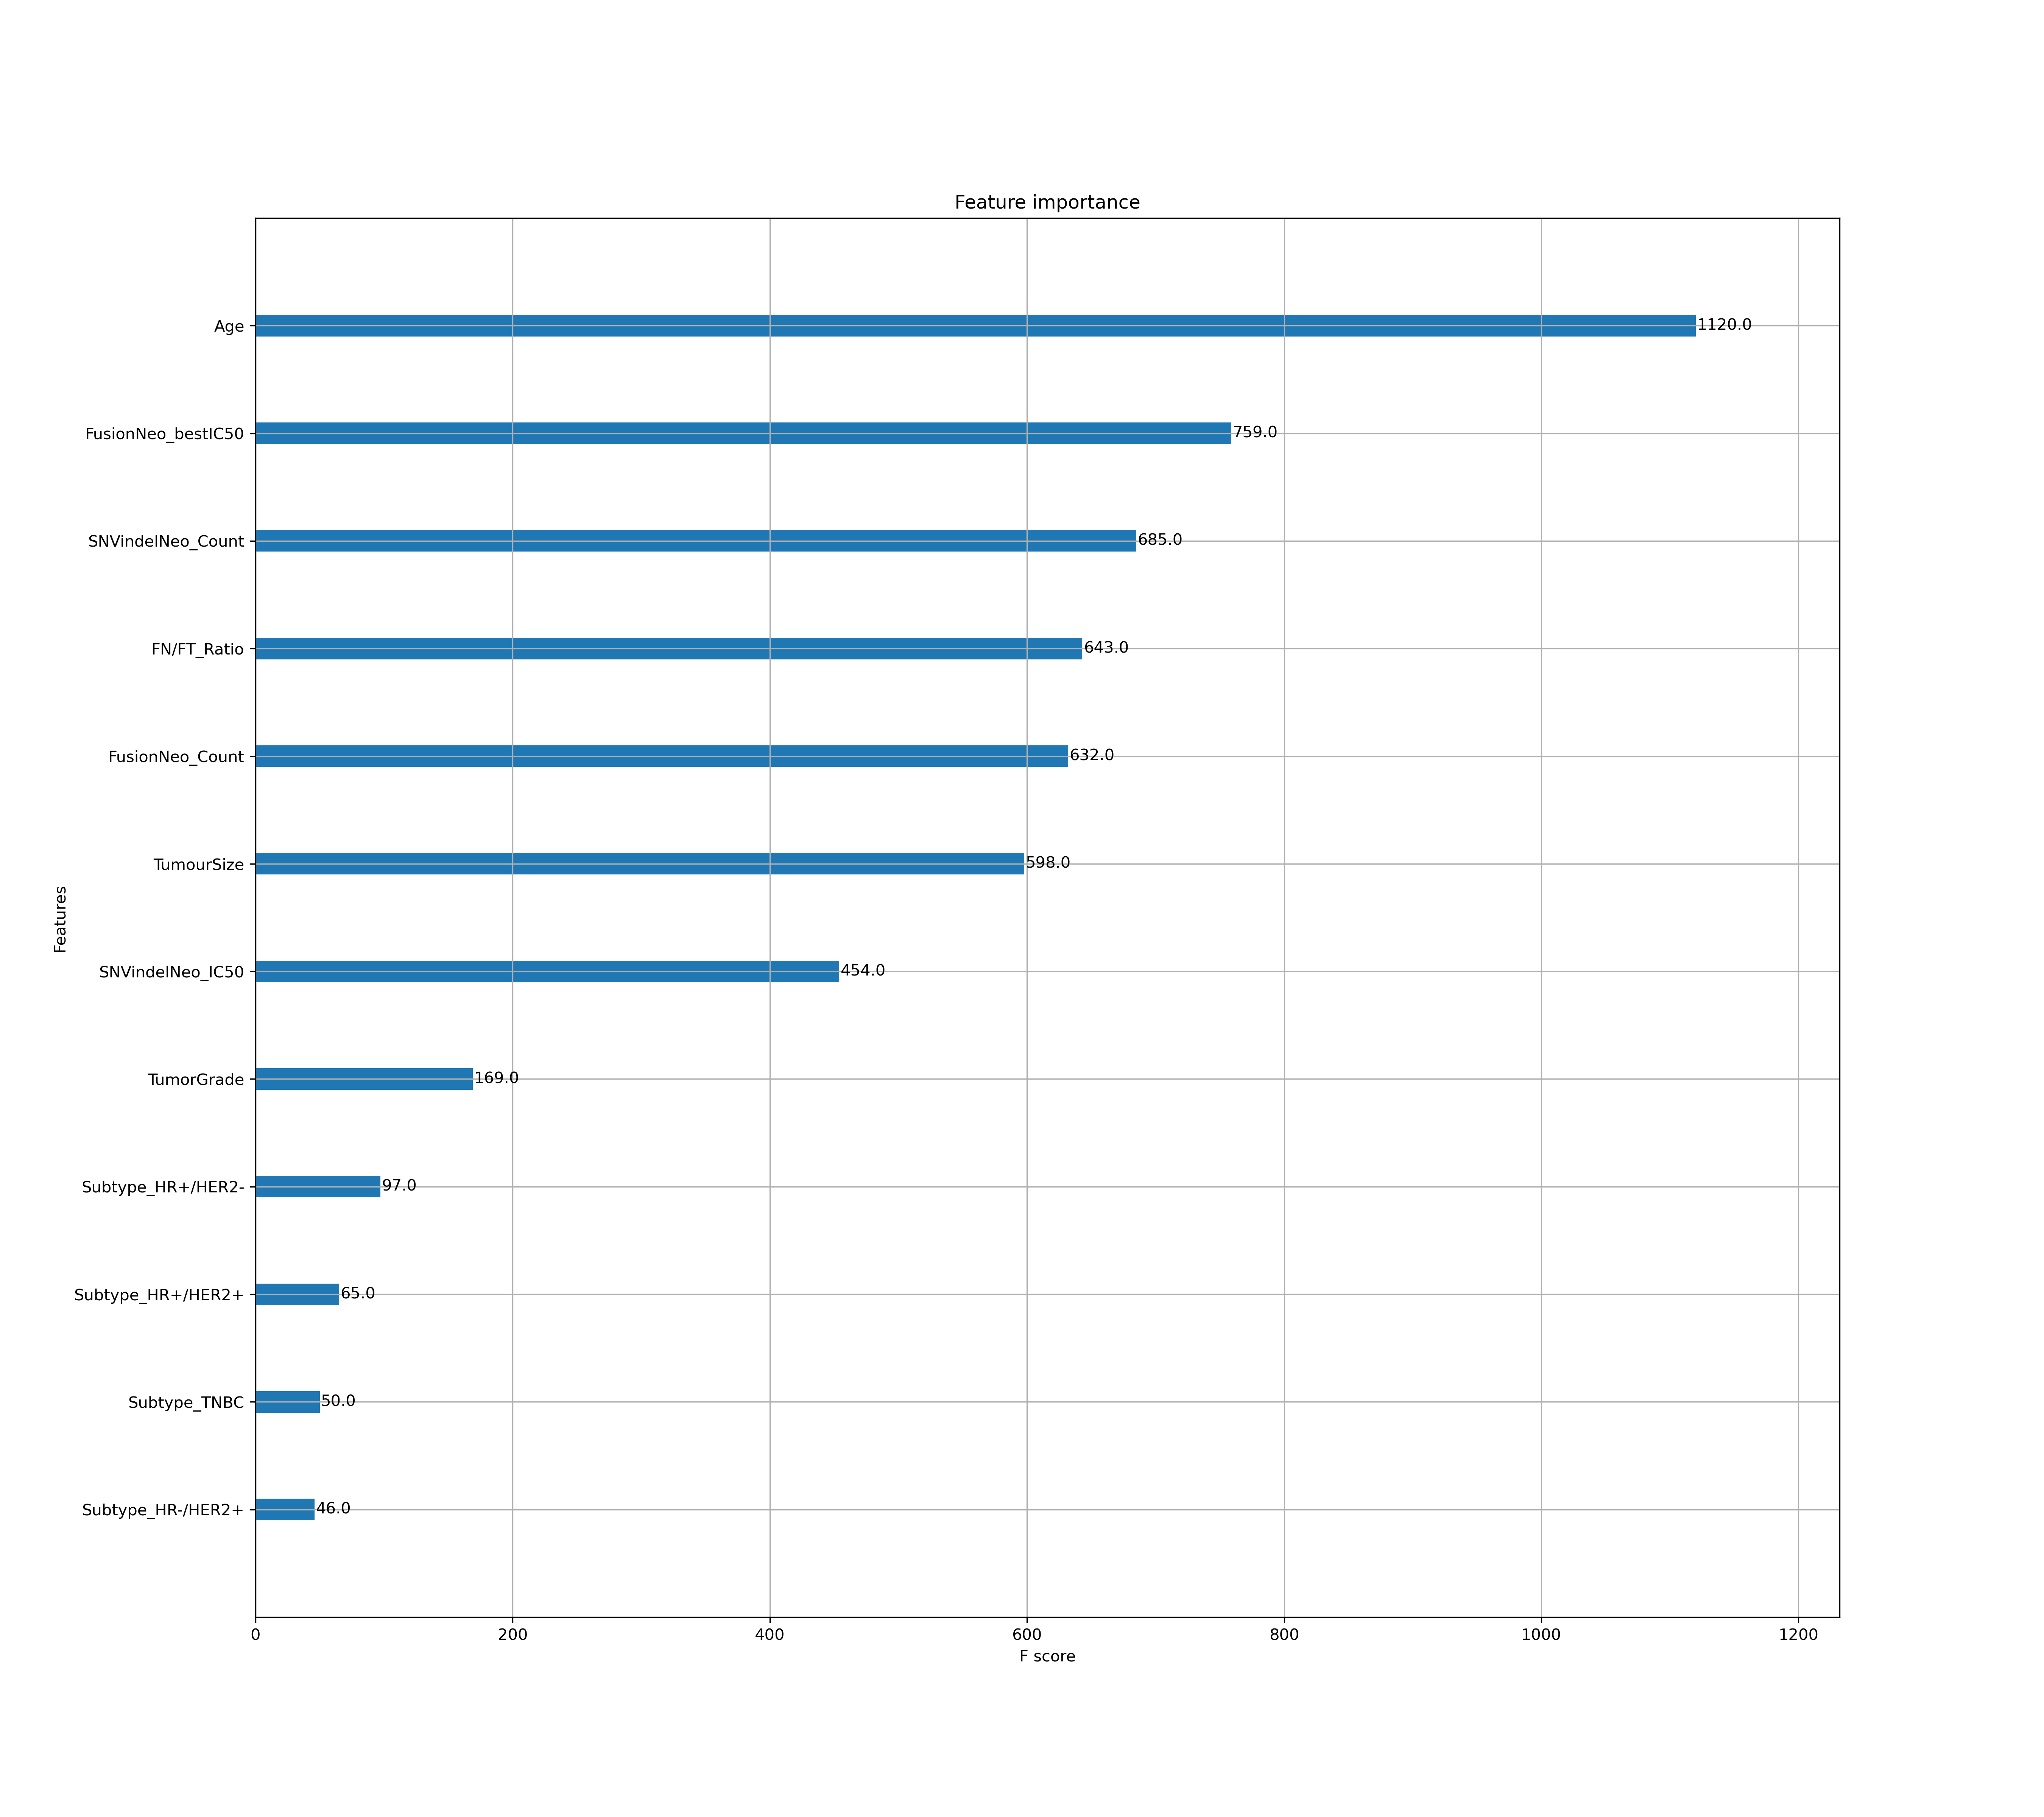 Feature importance
Age 1120.0
FusionNeo_bestIC50 759.0
SNVindelNeo_Count 685.0
FN/FT_Ratio 643.0
FusionNeo_Count 632.0
TumourSize 598.0
Features
SNVindelNeo_IC50 454.0
TumorGrade 169.0
Subtype_HR+/HER2- 97.0
Subtype_HR+/HER2+ 65.0
Subtype_TNBC 50.0
Subtype_HR-/HER2+ 46.0
0 200 400 600 800 1000 1200
F score